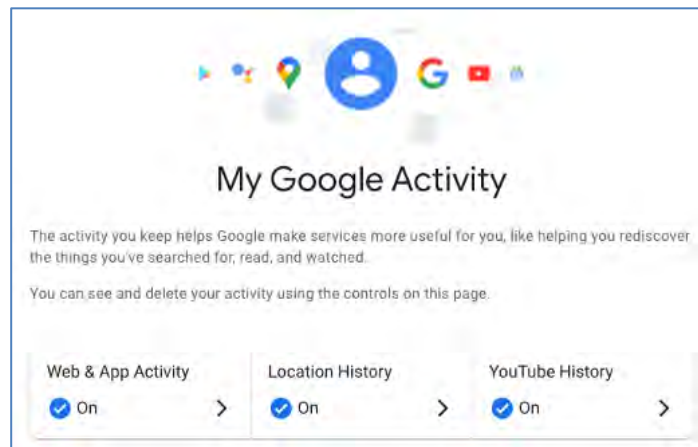 My Google Activity
The activity you keep helps Google make services more useful for you, like helping you rediscover
the things you've searched for, read, and watched.
You can see and delete your activity using the controls on this page.
Web & App Activity
On
Location History
On
YouTube History
On